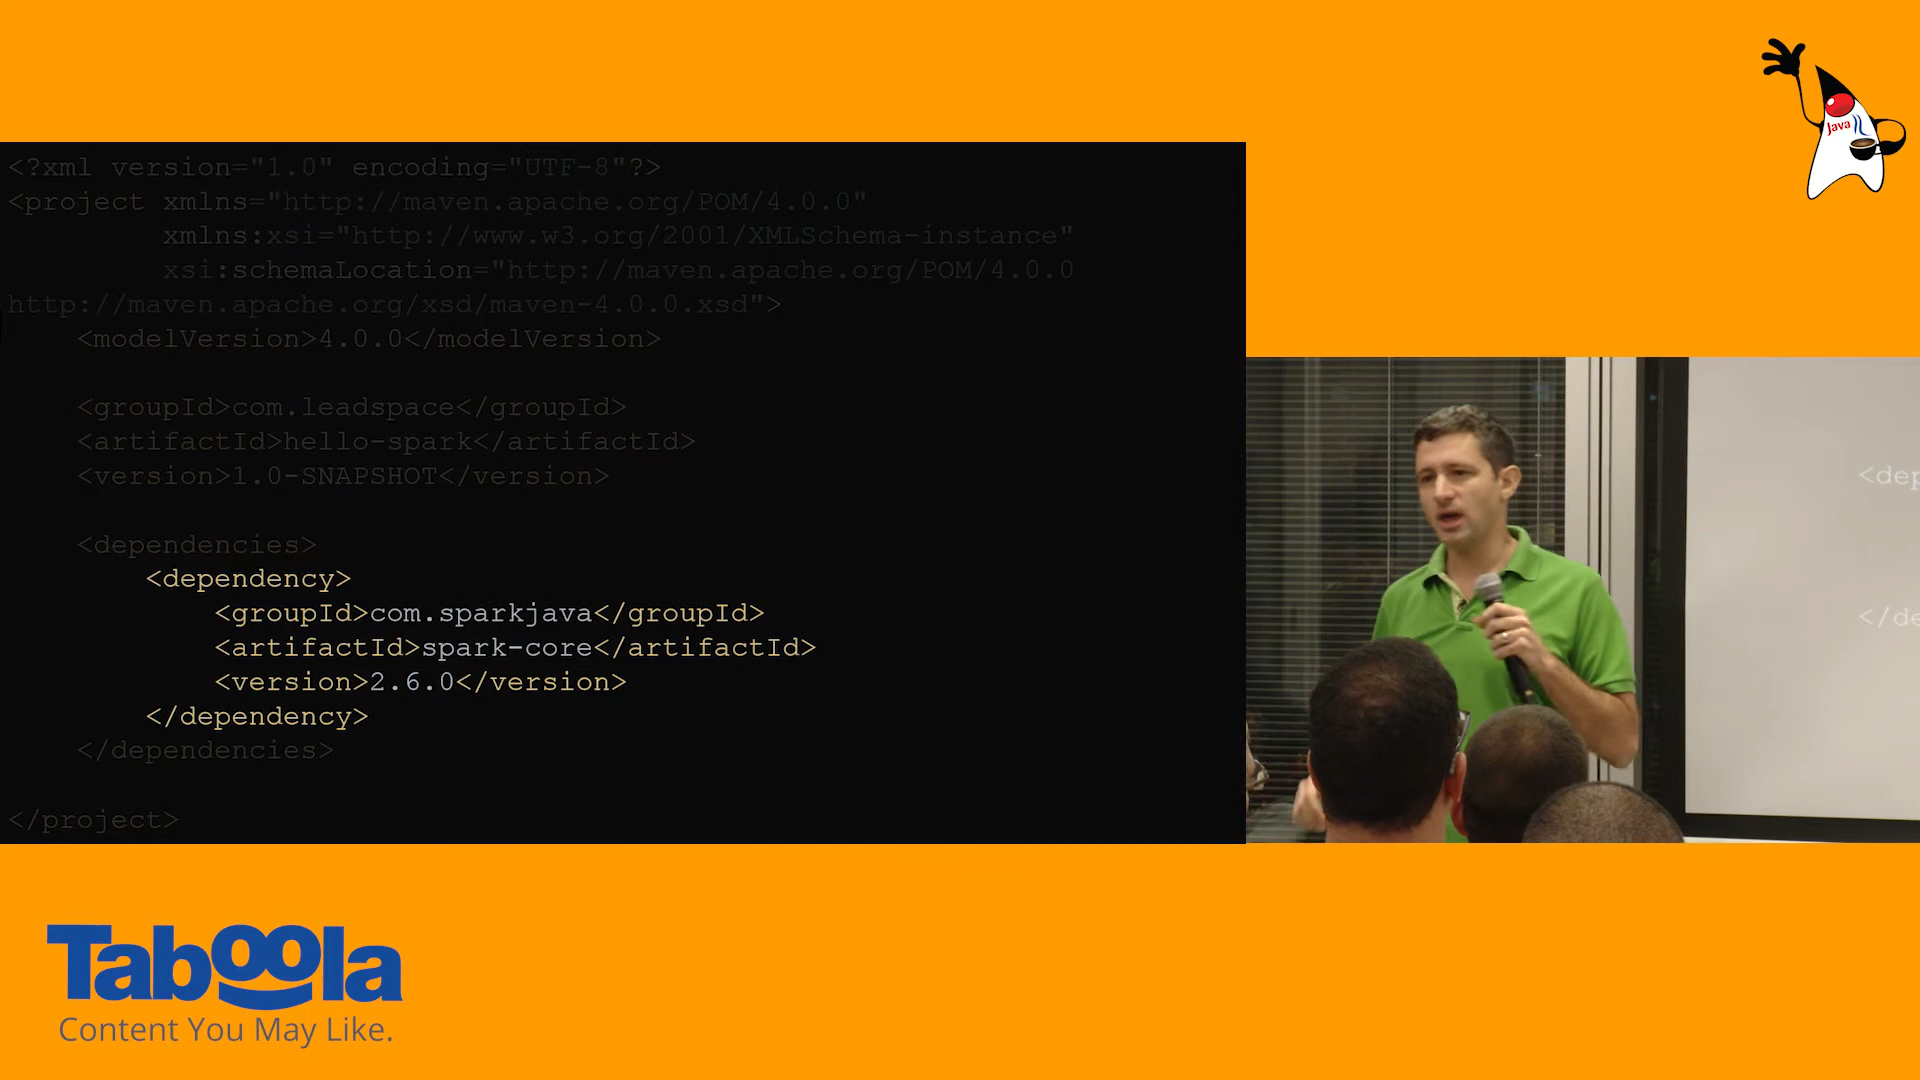 Java
<?xml version="1.0" encoding="UTF-8"?>
<project xmlns="http://maven.apache.org/POM/4.0.0"
xmlns:xsi="http://www.w3.org/2001/XMLSchema-instance"
xsi:schemaLocation="http://maven.apache.org/POM/4.0.0
http://maven.apache.org/xsd/maven-4.0.0.xsd">
<modelVersion>4.0.0</modelVersion>
<groupId>com.leadspace</groupId>
<artifactId>hello-spark</artifactId>
<version>1.0-SNAPSHOT</version>
<dependencies>
<dependency>
<groupId>com.sparkjava</groupId>
<artifactId>spark-core</artifactId>
<version>2.6.0</version>
</dependency>
</dependencies>
</project>
<dep
</de
Taboola
Content You May Like.